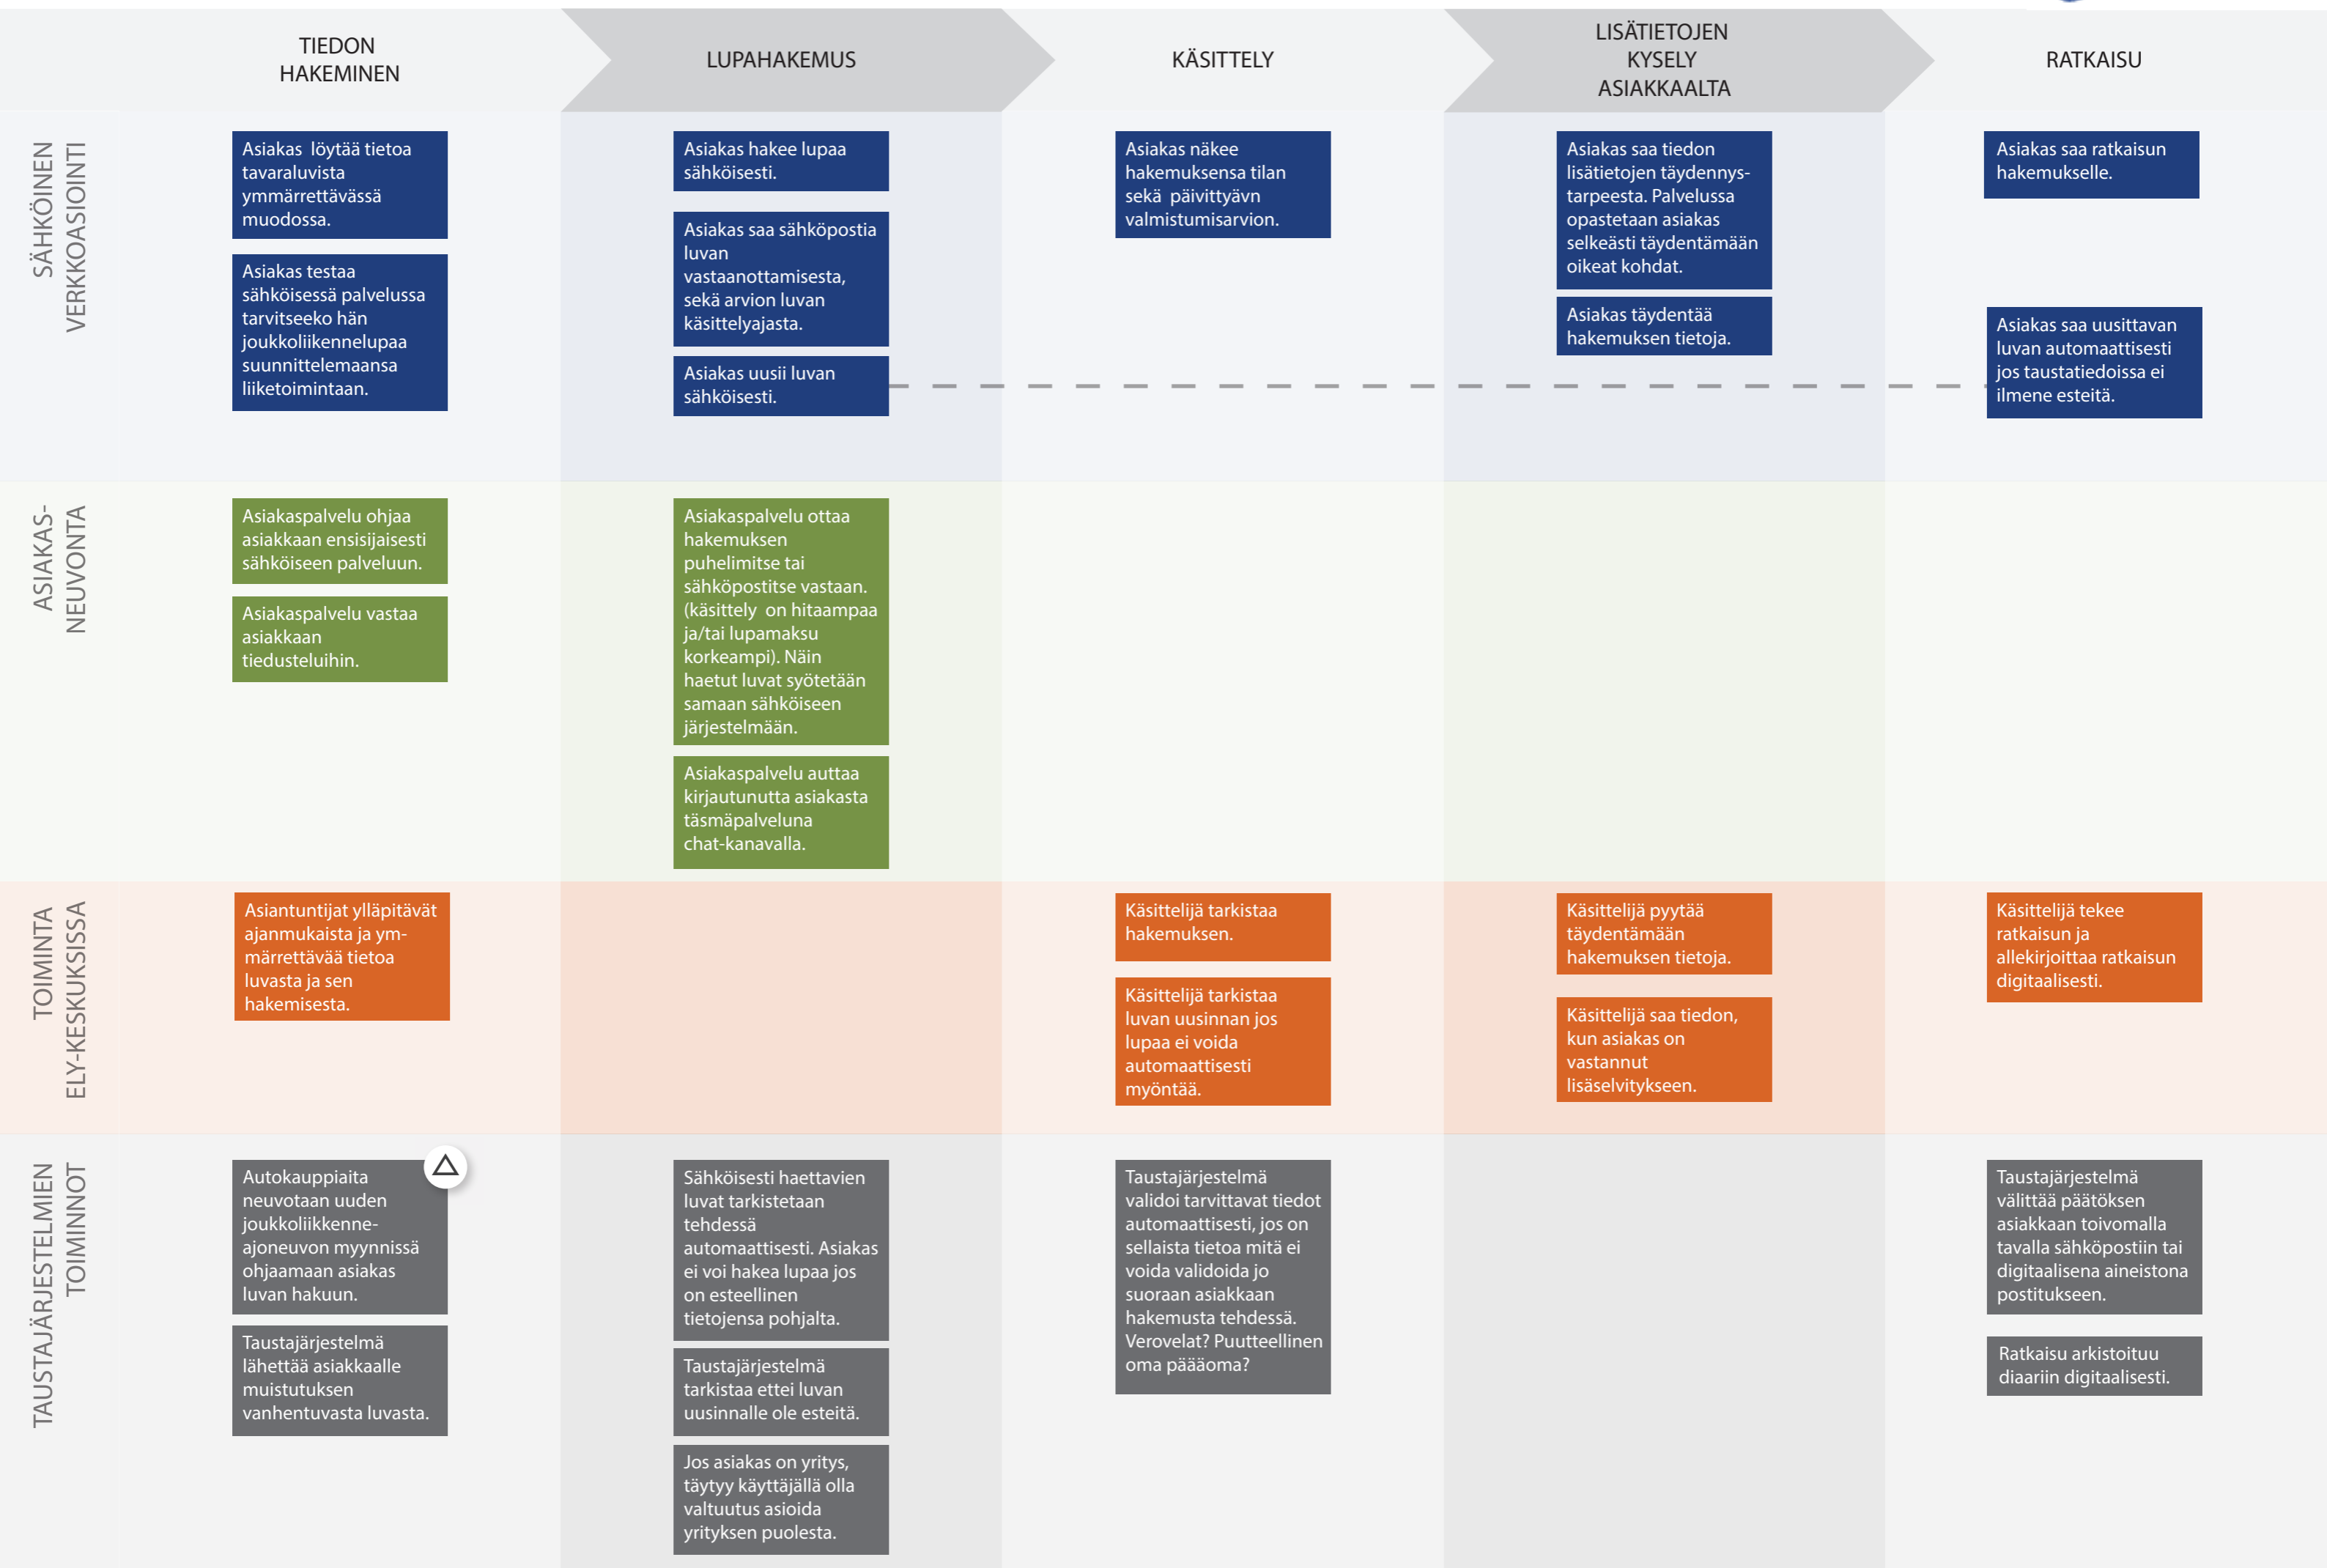 TIEDON
HAKEMINEN
LUPAHAKEMUS
KÄSITTELY
LISÄTIETOJEN
KYSELY
ASIAKKAALTA
RATKAISU
SÄHKÖINEN
VERKKOASIOINTI
Asiakas löytää tietoa
tavaraluvista
ymmärrettävässä
muodossa.
Asiakas testaa
sähköisessä palvelussa
tarvitseeko hän
joukkoliikennelupaa
suunnittelemaansa
liiketoimintaan.
Asiakas hakee lupaa
sähköisesti.
Asiakas saa sähköpostia
luvan
vastaanottamisesta,
sekä arvion luvan
käsittelyajasta.
Asiakas uusii luvan
sähköisesti.
Asiakas näkee
hakemuksensa tilan
sekä päivittyävn
valmistumisarvion.
Asiakas saa tiedon
lisätietojen täydennys-
tarpeesta. Palvelussa
opastetaan asiakas
selkeästi täydentämään
oikeat kohdat.
Asiakas täydentää
hakemuksen tietoja.
Asiakas saa ratkaisun
hakemukselle.
Asiakas saa uusittavan
luvan automaattisesti
jos taustatiedoissa ei
ilmene esteitä.
ASIAKAS-
NEUVONTA
Asiakaspalvelu ohjaa
asiakkaan ensisijaisesti
sähköiseen palveluun.
Asiakaspalvelu vastaa
asiakkaan
tiedusteluihin.
Asiakaspalvelu ottaa
hakemuksen
puhelimitse tai
sähköpostitse vastaan.
(käsittely on hitaampaa
ja/tai lupamaksu
korkeampi). Näin
haetut luvat syötetään
samaan sähköiseen
järjestelmään.
Asiakaspalvelu auttaa
kirjautunutta asiakasta
täsmäpalveluna
chat-kanavalla.
TOIMINTA
ELY-KESKUKSISSA
Asiantuntijat ylläpitävät
ajanmukaista ja ym-
märrettävää tietoa
luvasta ja sen
hakemisesta.
Käsittelijä tarkistaa
hakemuksen.
Käsittelijä tarkistaa
luvan uusinnan jos
lupaa ei voida
automaattisesti
myöntää.
Käsittelijä pyytää
täydentämään
hakemuksen tietoja.
Käsittelijä saa tiedon,
kun asiakas on
vastannut
lisäselvitykseen.
Käsittelijä tekee
ratkaisun ja
allekirjoittaa ratkaisun
digitaalisesti.
TAUSTAJÄRJESTELMIEN
TOIMINNOT
Autokauppiaita
neuvotaan uuden
joukkoliikkenne-
ajoneuvon myynnissä
ohjaamaan asiakas
luvan hakuun.
Taustajärjestelmä
lähettää asiakkaalle
muistutuksen
vanhentuvasta luvasta.
Sähköisesti haettavien
luvat tarkistetaan
tehdessä
automaattisesti. Asiakas
ei voi hakea lupaa jos
on esteellinen
tietojensa pohjalta.
Taustajärjestelmä
tarkistaa ettei luvan
uusinnalle ole esteitä.
Jos asiakas on yritys,
täytyy käyttäjällä olla
valtuutus asioida
yrityksen puolesta.
Taustajärjestelmä
validoi tarvittavat tiedot
automaattisesti, jos on
sellaista tietoa mitä ei
voida validoida jo
suoraan asiakkaan
hakemusta tehdessä.
Verovelat? Puutteellinen
oma päääoma?
Taustajärjestelmä
välittää päätöksen
asiakkaan toivomalla
tavalla sähköpostiin tai
digitaalisena aineistona
postitukseen.
Ratkaisu arkistoituu
diaariin digitaalisesti.